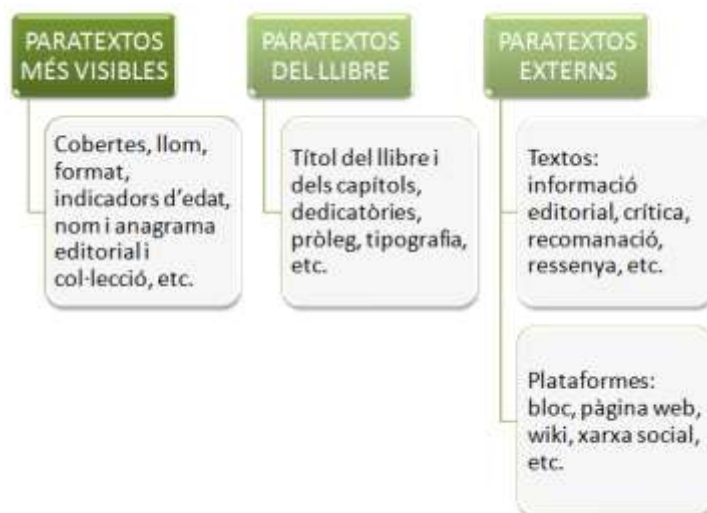 PARATEXTOS
MÉS VISIBLES
Cobertes, llom,
format,
indicadors d'edat,
nom i anagrama
editorial i
col·lecció, etc.
PARATEXTOS
DEL LLIBRE
Títol del llibre i
dels capítols,
dedicatòries,
pròleg, tipografia,
etc.
PARATEXTOS
EXTERNS
Textos:
informació
editorial, crítica,
recomanació,
ressenya, etc.
Plataformes:
bloc, pàgina web,
wiki, xarxa social,
etc.